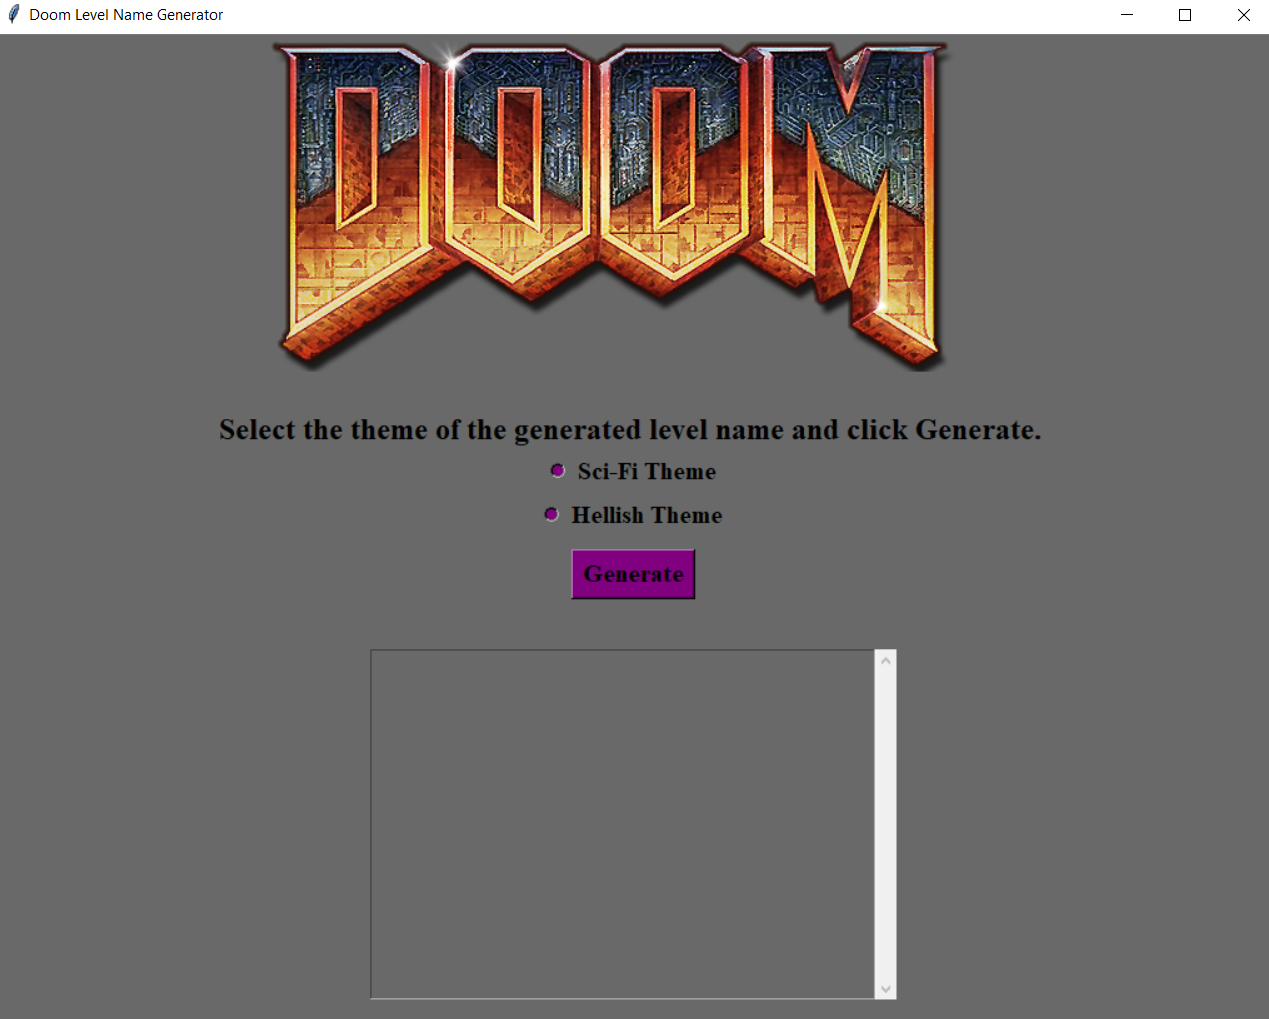 Doom Level Name Generator
DOOM
Select the theme of the generated level name and click Generate.
Sci-Fi Theme
Hellish Theme
Generate